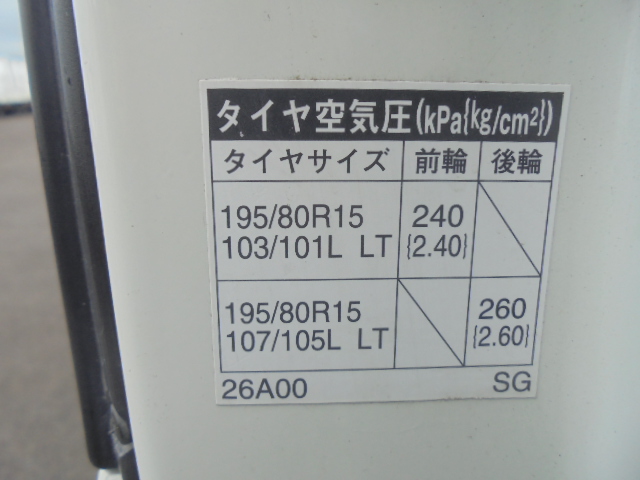 タイヤ空気圧(kPa{kg/cm²})
タイヤサイズ 前輪 後輪
195/80R15 240
103/101L LT {2.40}
195/80R15 260
107/105L LT {2.60}
26A00 SG